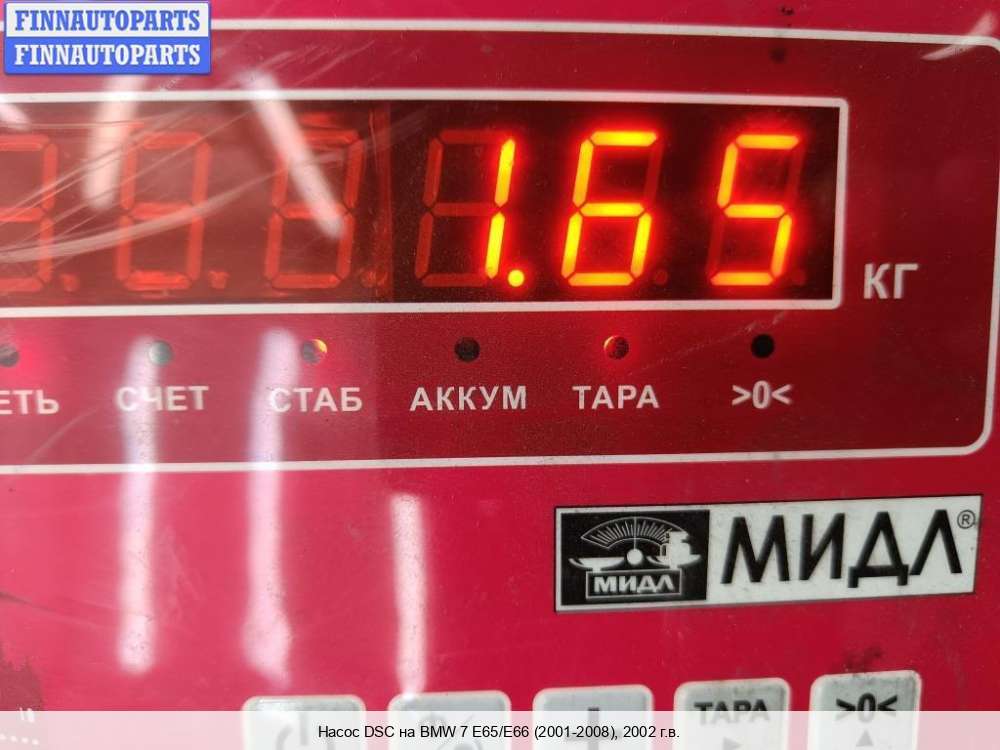 FINNAUTOPARTS
FINNAUTOPARTS
1.65
КГ
СЧЕТ СТАБ АККУМ ТАРА >0<
МИДЛ МИДЛ®
ТАРА >0<
Насос DSC на BMW 7 E65/E66 (2001-2008), 2002 г.в.